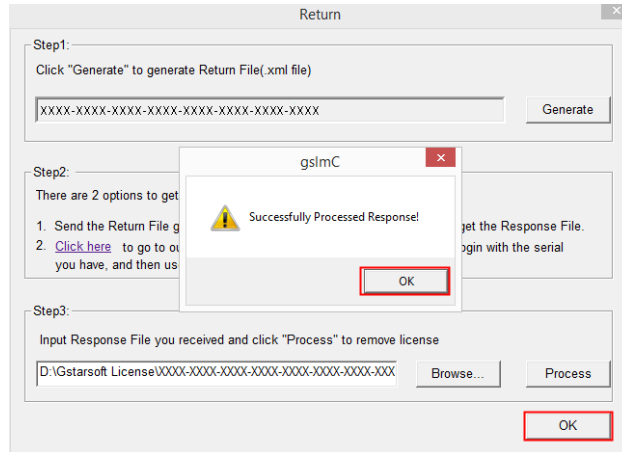 Return
Step1:
Click "Generate" to generate Return File(.xml file)
XXXX-XXXX-XXXX-XXXX-XXXX-XXXX-XXXX-XXXX
Generate
Step2:
There are 2 options to get
1. Send the Return File g
get the Response File.
2. Click here to go to ou
ogin with the serial
you have, and then us
gslmC
Successfully Processed Response!
OK
Step3:
Input Response File you received and click "Process" to remove license
D:\Gstarsoft License\XXXX-XXXX-XXXX-XXXX-XXXX-XXXX-XXXX-XXX
Browse...
Process
OK